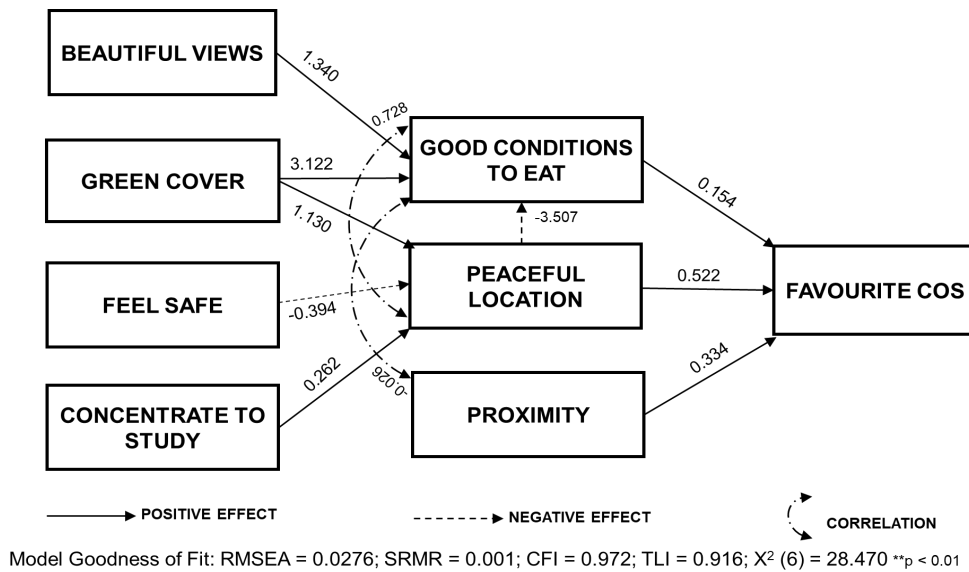 BEAUTIFUL VIEWS
1.340
0.728
GOOD CONDITIONS
TO EAT
GREEN COVER
3.122
1.130
0.154
-3.507
PEACEFUL
LOCATION
0.522
FAVOURITE COS
FEEL SAFE
-0.394
0.262
-0.026
0.334
CONCENTRATE TO
STUDY
PROXIMITY
POSITIVE EFFECT
NEGATIVE EFFECT
CORRELATION
Model Goodness of Fit: RMSEA = 0.0276; SRMR = 0.001; CFI = 0.972; TLI = 0.916; X² (6) = 28.470 **p < 0.01